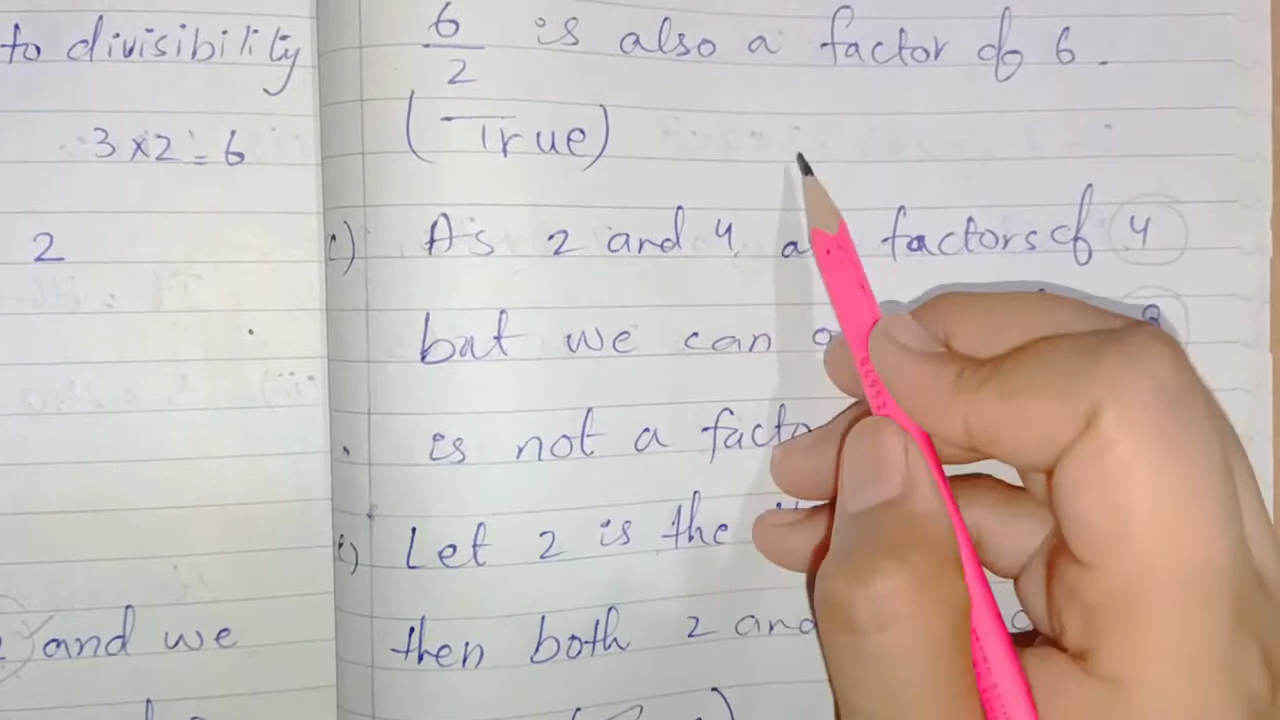 to divisibility
3 x 2 = 6
2
and we
6
2
is also a factor of 6.
(True)
c) As 2 and 4 a factors of 4
but we can
is not a facto
Let 2 is the
then both 2 and